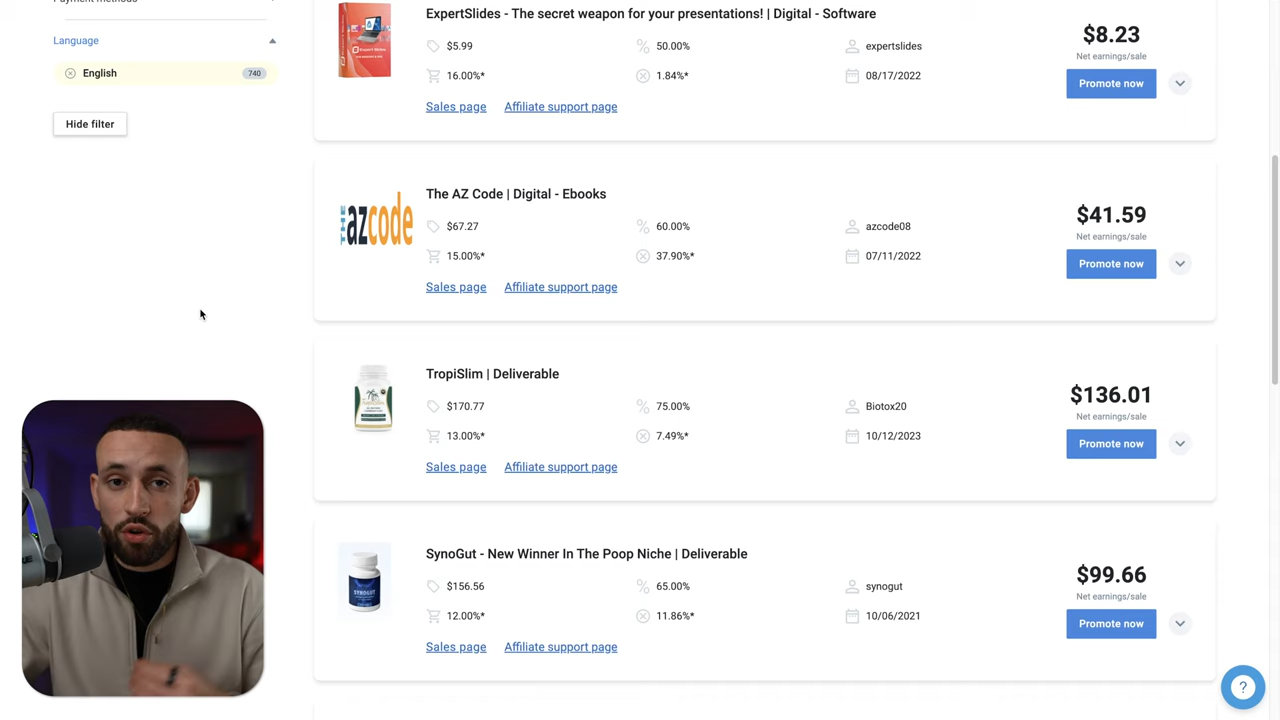 Payment methods
Language
English
740
Hide filter
ExpertSlides - The secret weapon for your presentations! | Digital - Software
$5.99
50.00%
expertslides
16.00%*
1.84%*
08/17/2022
Sales page
Affiliate support page
$8.23
Net earnings/sale
Promote now
THE azcode
The AZ Code | Digital - Ebooks
$67.27
60.00%
azcode08
15.00%*
37.90%*
07/11/2022
Sales page
Affiliate support page
$41.59
Net earnings/sale
Promote now
TropiSlim | Deliverable
$170.77
75.00%
Biotox20
13.00%*
7.49%*
10/12/2023
Sales page
Affiliate support page
$136.01
Net earnings/sale
Promote now
SYNOGUT
SynoGut - New Winner In The Poop Niche | Deliverable
$156.56
65.00%
synogut
12.00%*
11.86%*
10/06/2021
Sales page
Affiliate support page
$99.66
Net earnings/sale
Promote now
?